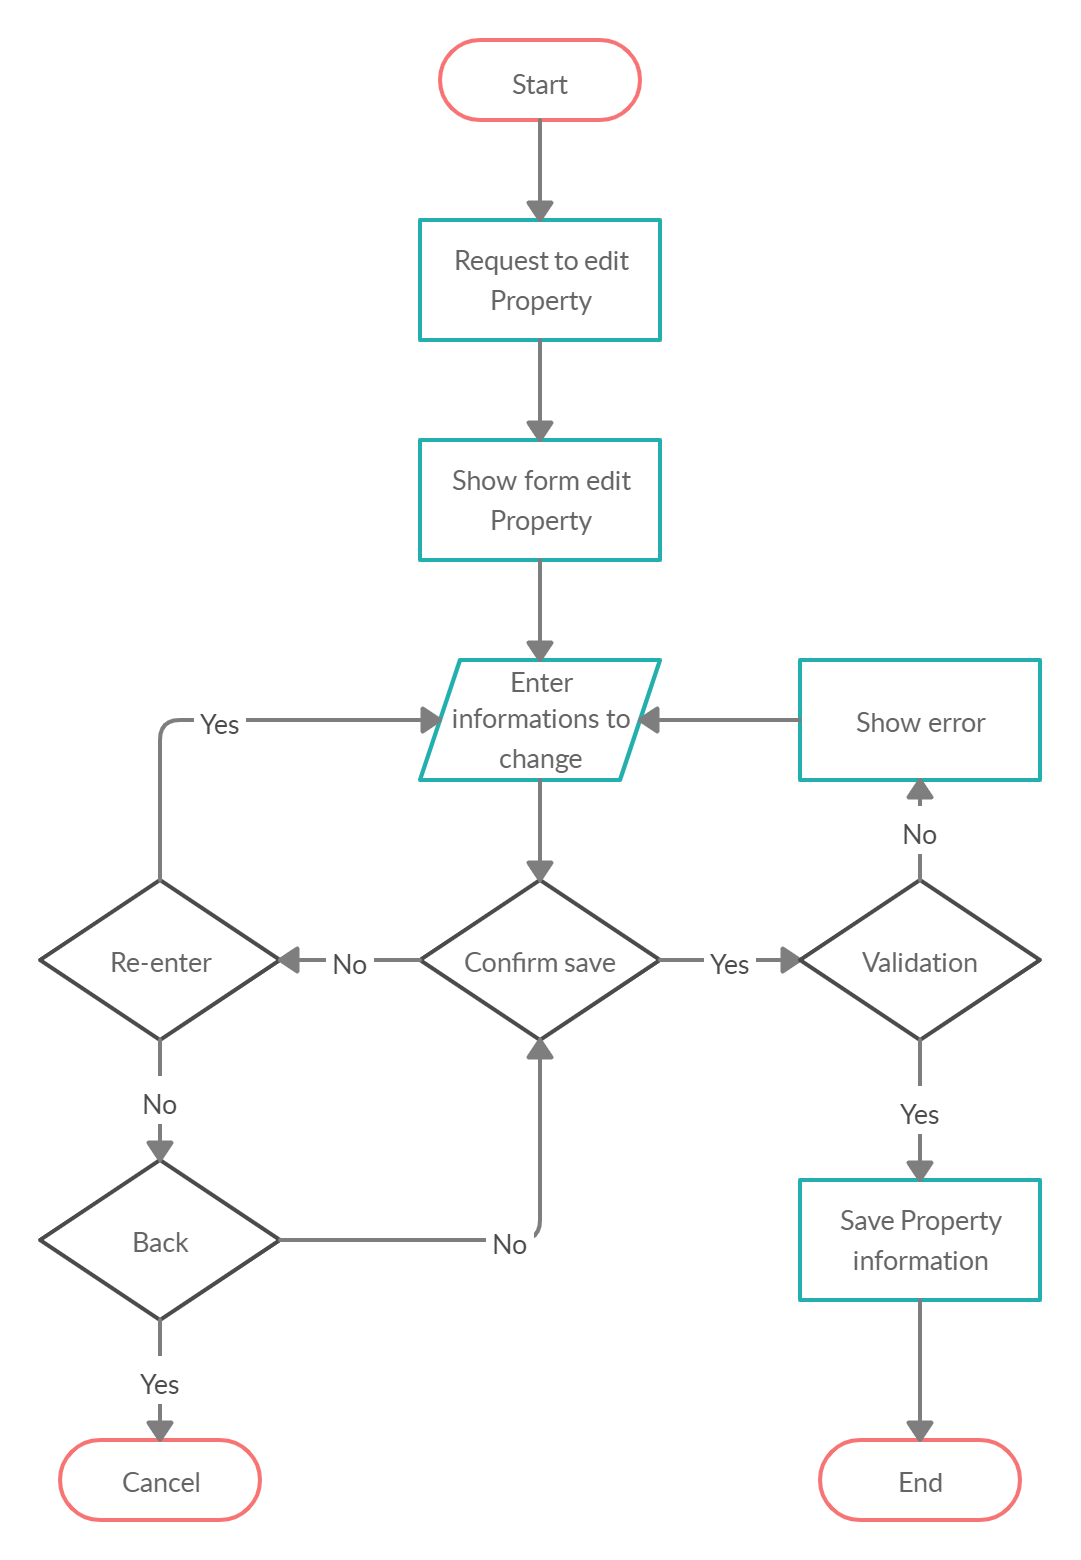 Start
Request to edit
Property
Show form edit
Property
Enter
informations to
change
Yes
Show error
No
Re-enter
No
Confirm save
Yes
Validation
No
Yes
Back
No
Save Property
information
Yes
Cancel
End